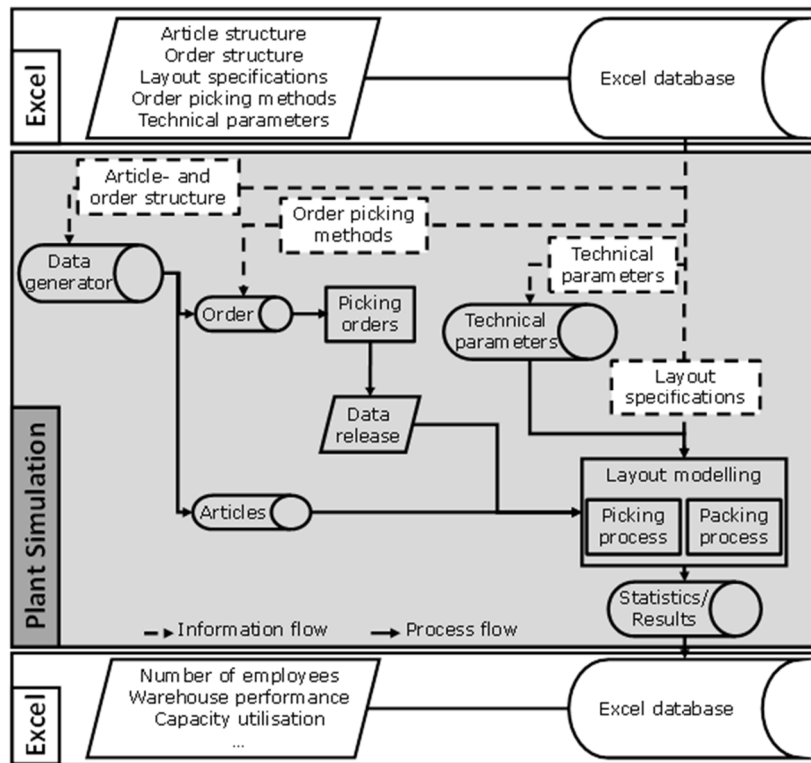 Excel
Article structure
Order structure
Layout specifications
Order picking methods
Technical parameters
Excel database
Plant Simulation
Article- and
order structure
Order picking
methods
Technical
parameters
Layout
specifications
Data
generator
Order
Picking
orders
Technical
parameters
Data
release
Articles
Layout modelling
Picking
process
Packing
process
Statistics/
Results
Information flow
Process flow
Excel
Number of employees
Warehouse performance
Capacity utilisation
...
Excel database